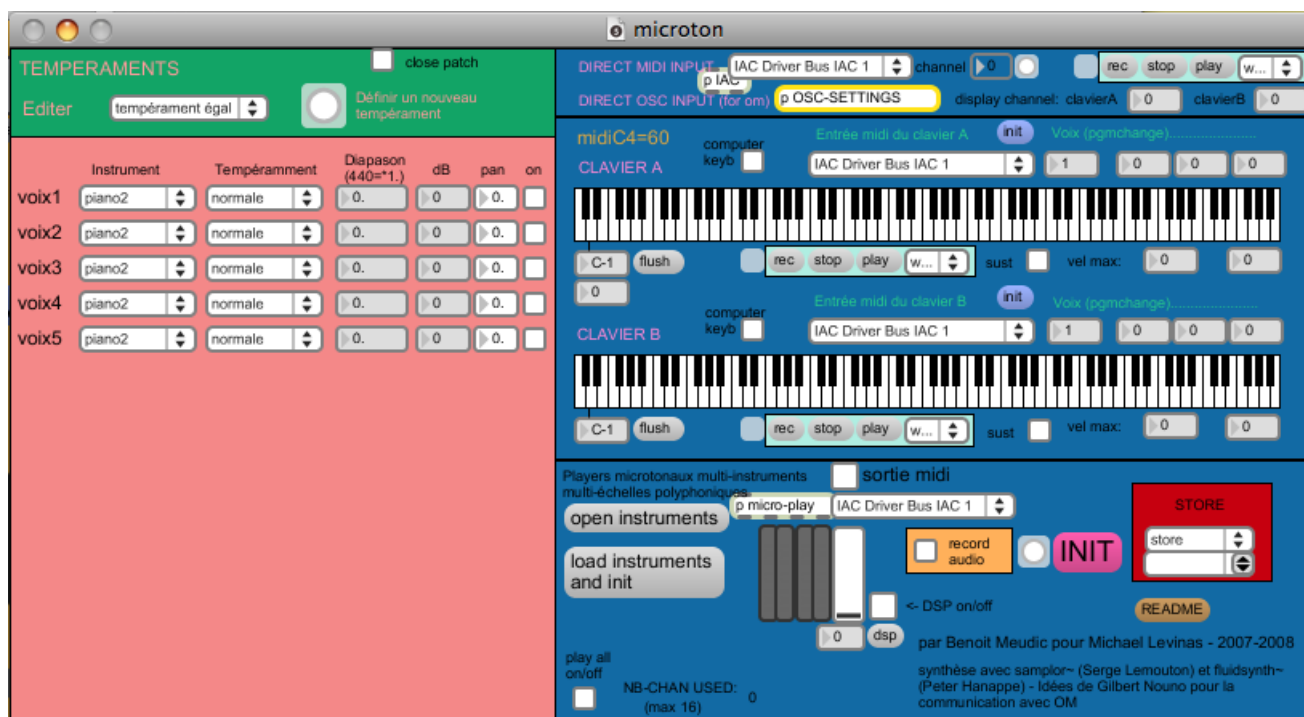 microton
TEMPERAMENTS
close patch
Editer
tempérament égal
Définir un nouveau
tempérament
Instrument
Tempéramment
Diapason
(440=*1.)
dB
pan
on
voix1 piano2 normale 0. 0 0.
voix2 piano2 normale 0. 0 0.
voix3 piano2 normale 0. 0 0.
voix4 piano2 normale 0. 0 0.
voix5 piano2 normale 0. 0 0.
DIRECT MIDI INPUT
p IAC
IAC Driver Bus IAC 1
channel
0
rec stop play w...
DIRECT OSC INPUT (for om)
p OSC-SETTINGS
display channel: clavierA 0 clavierB 0
midiC4=60
computer
keyb
Entrée midi du clavier A
init
Voix (pgmchange).......................
CLAVIER A
IAC Driver Bus IAC 1
1 0 0 0
C-1 flush
rec stop play w...
sust
vel max: 0 0
0
computer
keyb
Entrée midi du clavier B
init
Voix (pgmchange).......................
CLAVIER B
IAC Driver Bus IAC 1
1 0 0 0
C-1 flush
rec stop play w...
sust
vel max: 0 0
Players microtonaux multi-instruments
multi-échelles polyphoniques
sortie midi
p micro-play
IAC Driver Bus IAC 1
open instruments
load instruments
and init
record
audio
INIT
STORE
store
<- DSP on/off
README
0 dsp
par Benoit Meudic pour Michael Levinas - 2007-2008
synthèse avec samplor~ (Serge Lemouton) et fluidsynth~
(Peter Hanappe) - Idées de Gilbert Nouno pour la
communication avec OM
play all
on/off
NB-CHAN USED: 0
(max 16)